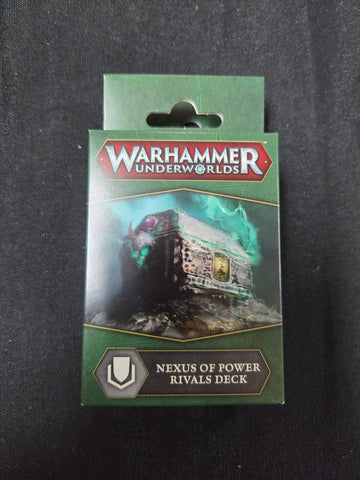 WARHAMMER
UNDERWORLDS
NEXUS OF POWER
RIVALS DECK